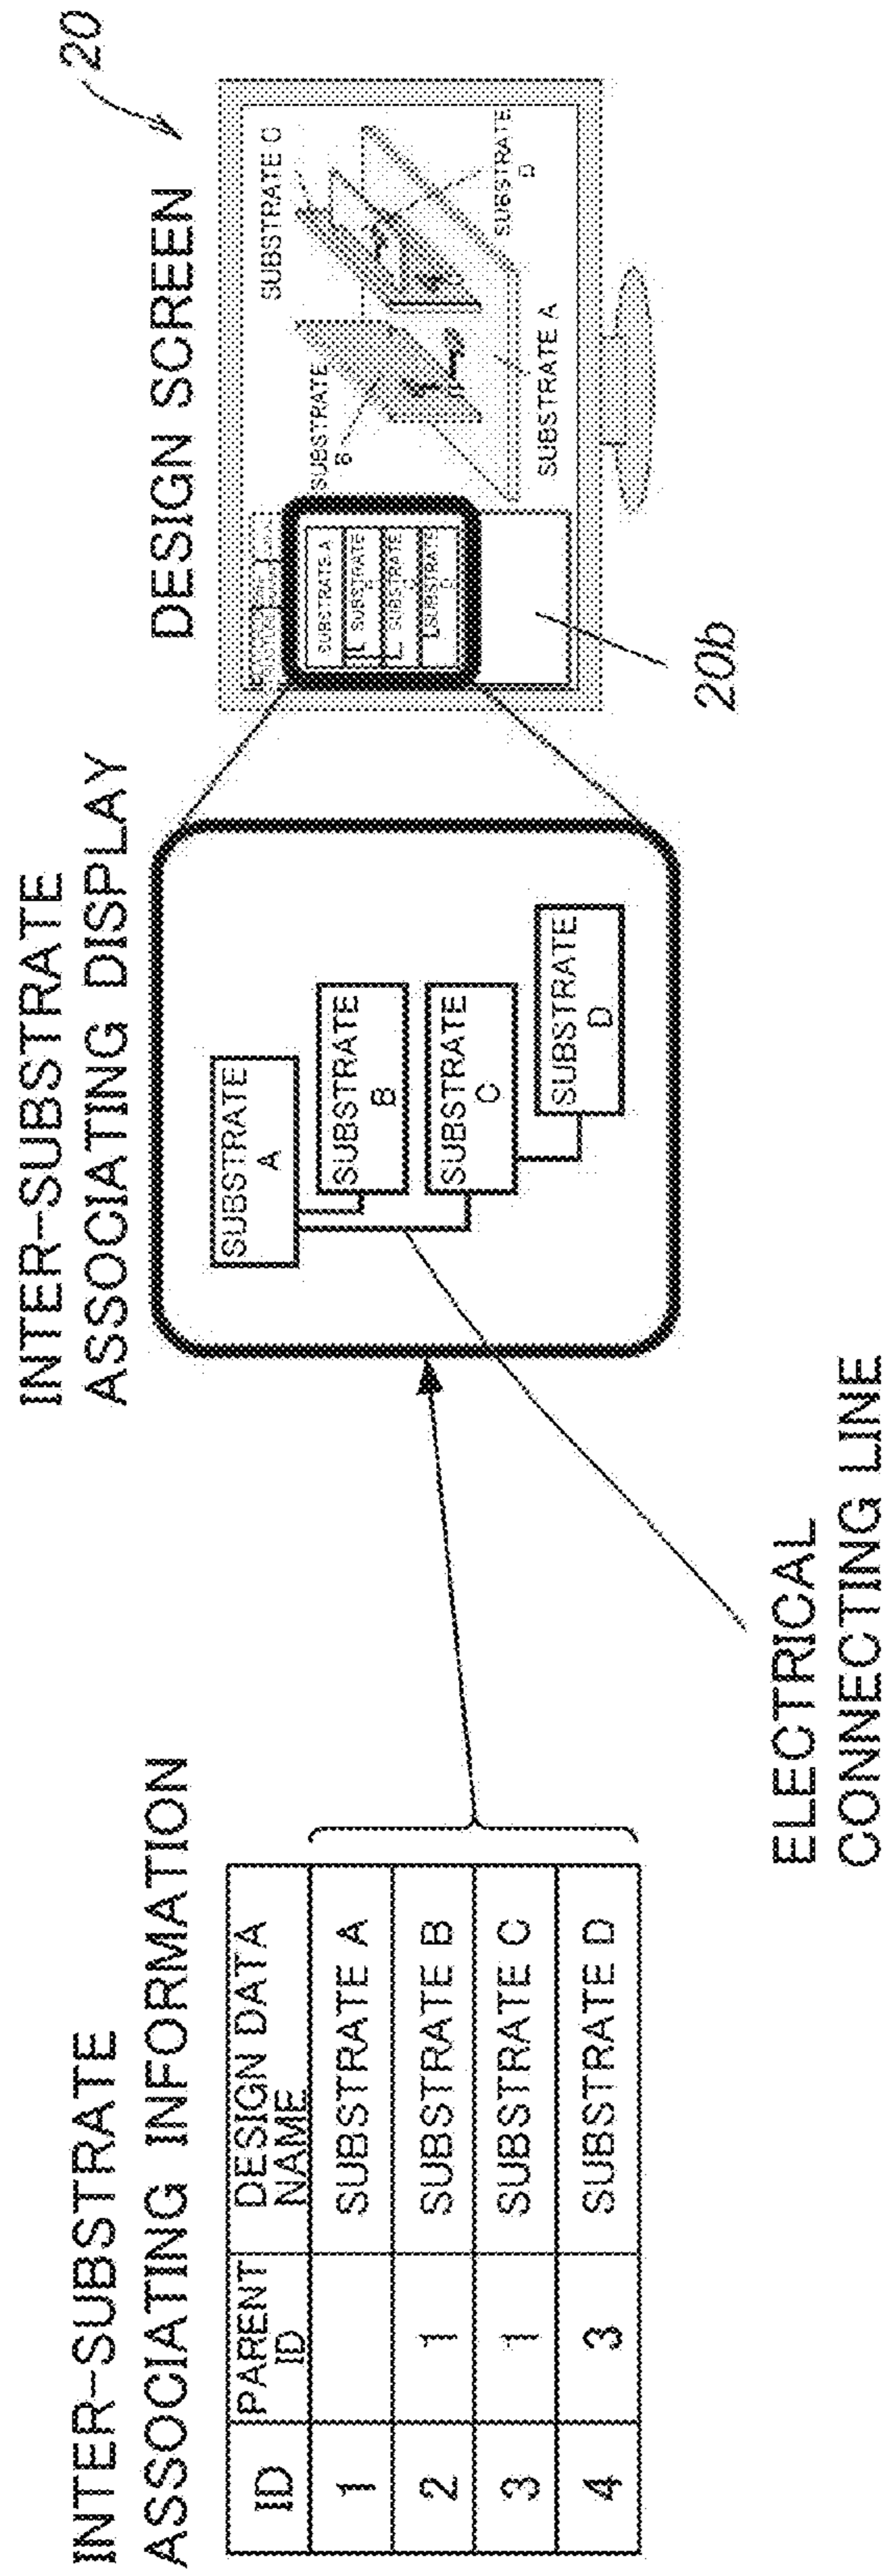 INTER-SUBSTRATE
ASSOCIATING INFORMATION
ID PARENT ID DESIGN DATA NAME
1 SUBSTRATE A
2 1 SUBSTRATE B
3 1 SUBSTRATE C
4 3 SUBSTRATE D
INTER-SUBSTRATE
ASSOCIATING DISPLAY
SUBSTRATE
A
SUBSTRATE
B
SUBSTRATE
C
SUBSTRATE
D
ELECTRICAL
CONNECTING LINE
DESIGN SCREEN
20
SUBSTRATE A
SUBSTRATE
SUBSTRATE
SUBSTRATE
SUBSTRATE
B
SUBSTRATE C
SUBSTRATE A
SUBSTRATE
D
20b